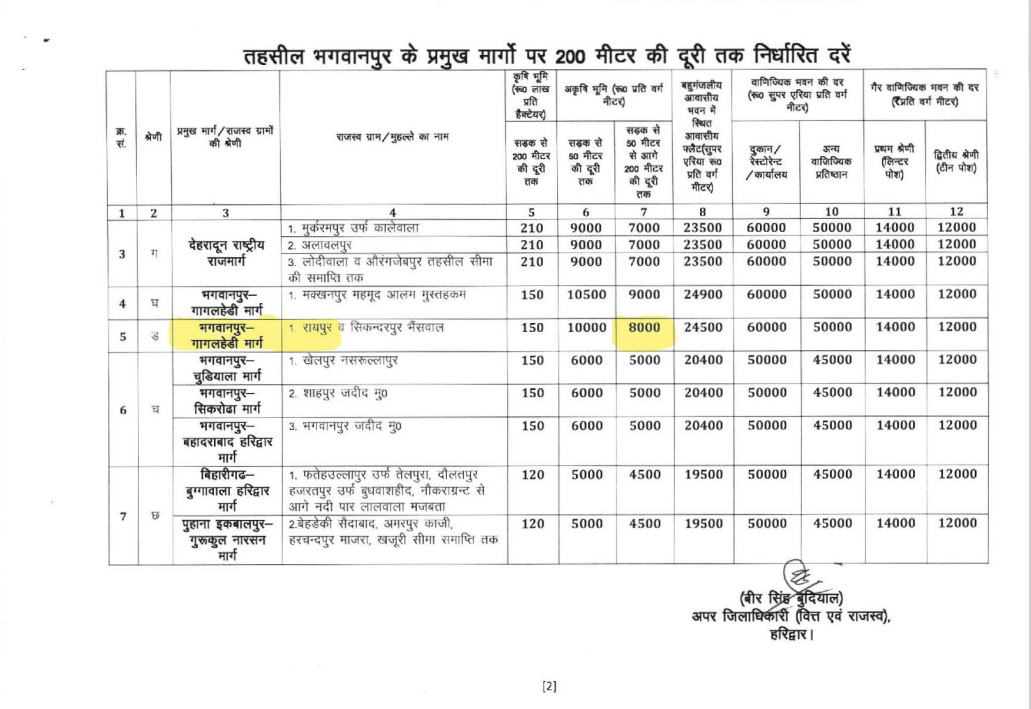 तहसील भगवानपुर के प्रमुख मार्गो पर 200 मीटर की दूरी तक निर्धारित दरें
क्र. सं. श्रेणी प्रमुख मार्ग/राजस्व ग्रामों की श्रेणी राजस्व ग्राम/मुहल्ले का नाम कृषि भूमि (रू0 लाख प्रति हैक्टेयर) अकृषि भूमि (रू0 प्रति वर्ग मीटर) बहुमंजलीय आवासीय भवन में स्थित आवासीय फ्लैट(सुपर एरिया रू0 प्रति वर्ग मीटर) वाणिज्यिक भवन की दर (रू0 सुपर एरिया प्रति वर्ग मीटर) गैर वाणिज्यिक भवन की दर (₹प्रति वर्ग मीटर)
सड़क से 200 मीटर की दूरी तक सड़क से 50 मीटर की दूरी तक सड़क से 50 मीटर से आगे 200 मीटर की दूरी तक दुकान/रेस्टोरेन्ट/कार्यालय अन्य वाजिज्यिक प्रतिष्ठान प्रथम श्रेणी (लिन्टर पोश) द्वितीय श्रेणी (टीन पोश)
1 2 3 4 5 6 7 8 9 10 11 12
3 ग देहरादून राष्ट्रीय राजमार्ग 1. मुर्करमपुर उर्फ कालेवाला 210 9000 7000 23500 60000 50000 14000 12000
2. अलावलपुर 210 9000 7000 23500 60000 50000 14000 12000
3. लोदीवाला व औरंगजेबपुर तहसील सीमा 210 9000 7000 23500 60000 50000 14000 12000
की समाप्ति तक
4 घ भगवानपुर– 1. मक्खनपुर महमूद आलम मुस्तहकम 150 10500 9000 24900 60000 50000 14000 12000
गागलहेडी मार्ग
5 ड़ भगवानपुर– 1. रायपुर व सिकन्दरपुर भैंसवाल 150 10000 8000 24500 60000 50000 14000 12000
गागलहेडी मार्ग
6 च भगवानपुर– 1. खेलपुर नसरूल्लापुर 150 6000 5000 20400 50000 45000 14000 12000
चुडियाला मार्ग
भगवानपुर– 2. शाहपुर जदीद मु0 150 6000 5000 20400 50000 45000 14000 12000
सिकरोढा मार्ग
भगवानपुर– 3. भगवानपुर जदीद मु0 150 6000 5000 20400 50000 45000 14000 12000
बहादराबाद हरिद्वार
मार्ग
7 छ बिहारीगढ– 1. फतेहउल्लापुर उर्फ तेलपुरा, दौलतपुर 120 5000 4500 19500 50000 45000 14000 12000
बुग्गावाला हरिद्वार हजरतपुर उर्फ बुधवाशहीद, नौकराग्रन्ट से
मार्ग आगे नदी पार लालवाला मजबता
पुहाना इकबालपुर– 2.बेहडेकी सैदाबाद, अमरपुर काजी, 120 5000 4500 19500 50000 45000 14000 12000
गुरूकुल नारसन हरचन्दपुर माजरा, खजूरी सीमा समाप्ति तक
मार्ग
(बीर सिंह बुदियाल)
अपर जिलाधिकारी (वित्त एवं राजस्व),
हरिद्वार।
[2]